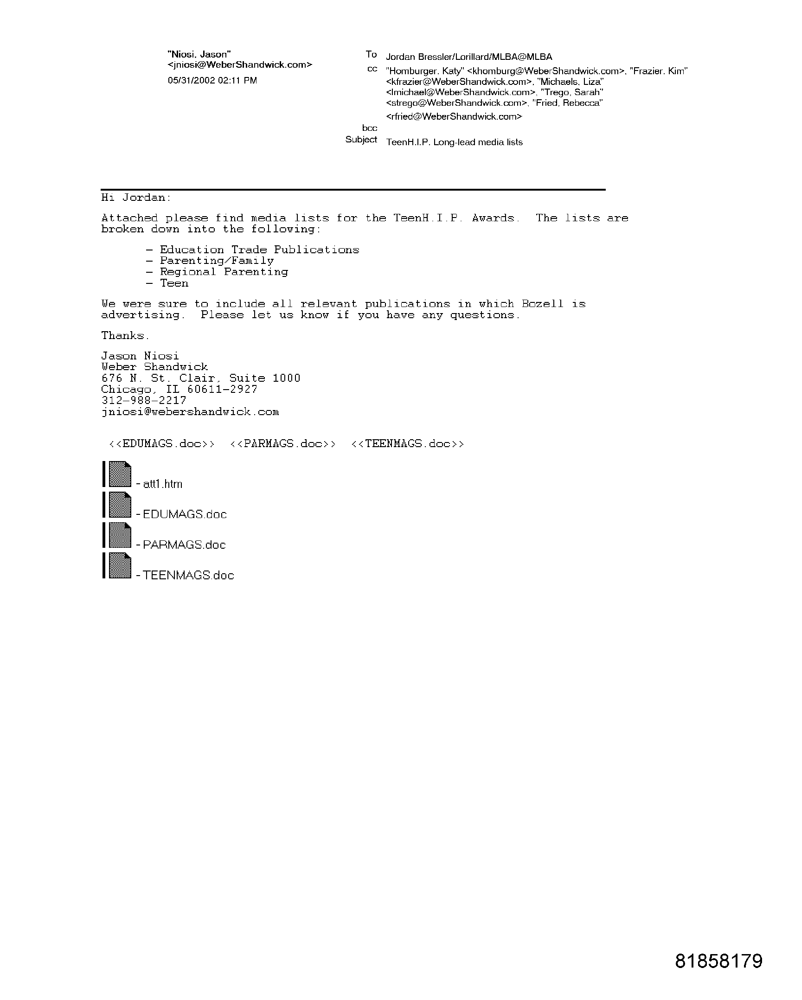 "Niosi, Jason"
<jniosi@WeberShandwick.com>
05/31/2002 02:11 PM
To Jordan Bressler/Lorillard/MLBA@MLBA
cc "Homburger, Katy" <khomburg@WeberShandwick.com>, "Frazier, Kim"
<kfrazier@WeberShandwick.com>, "Michaels, Liza"
<lmichael@WeberShandwick.com>, "Trego, Sarah"
<strego@WeberShandwick.com>, "Fried, Rebecca"
<rfried@WeberShandwick.com>
bcc
Subject TeenH.I.P. Long-lead media lists
Hi Jordan:
Attached please find media lists for the TeenH.I.P. Awards. The lists are
broken down into the following:
- Education Trade Publications
- Parenting/Family
- Regional Parenting
- Teen
We were sure to include all relevant publications in which Bozell is
advertising. Please let us know if you have any questions.
Thanks.
Jason Niosi
Weber Shandwick
676 N. St. Clair, Suite 1000
Chicago, IL 60611-2927
312-988-2217
jniosi@webershandwick.com
<<EDUMAGS.doc>> <<PARMAGS.doc>> <<TEENMAGS.doc>>
- att1.htm
- EDUMAGS.doc
- PARMAGS.doc
- TEENMAGS.doc
81858179